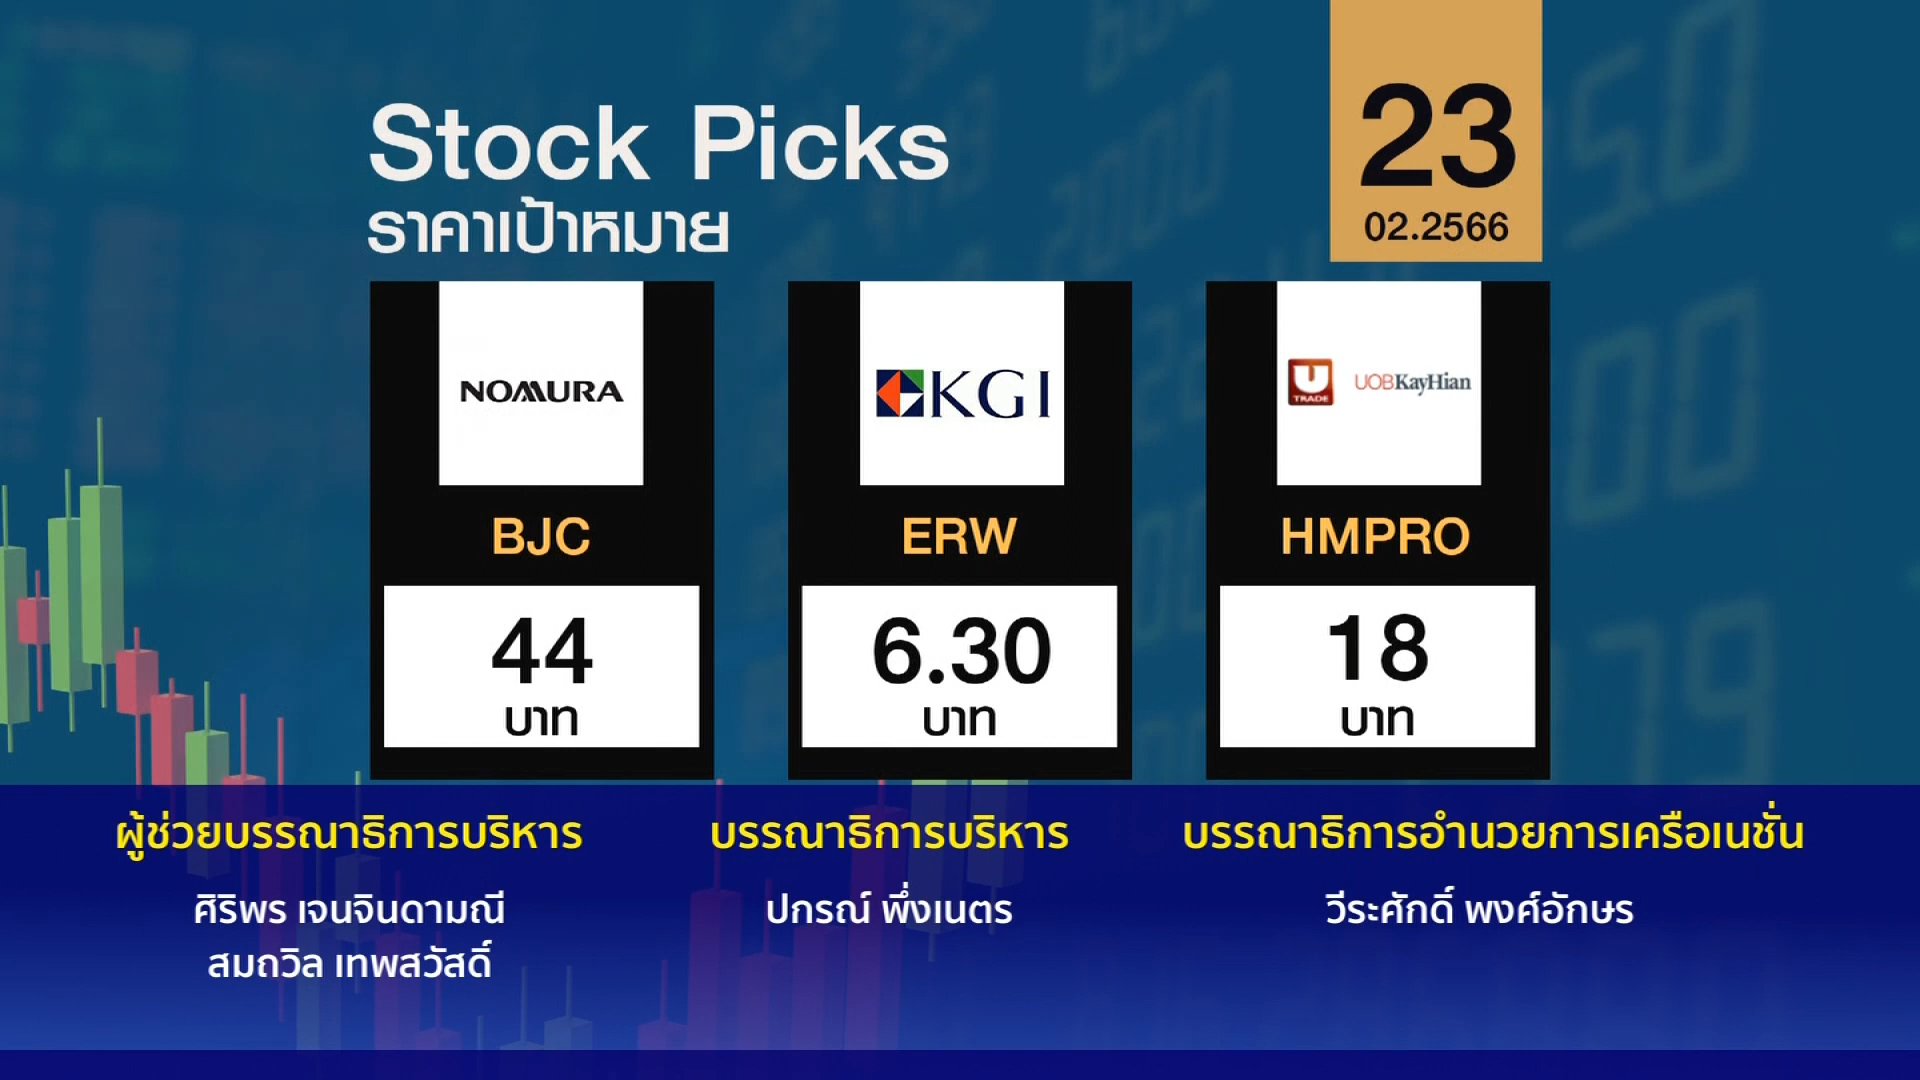 Stock Picks
ราคาเป้าหมาย
23
02.2566
NOMURA
KGI
U
TRADE
UOBKayHian
BJC
ERW
HMPRO
44
บาท
6.30
บาท
18
บาท
ผู้ช่วยบรรณาธิการบริหาร
ศิริพร เจนจินดามณี
สมถวิล เทพสวัสดิ์
บรรณาธิการบริหาร
ปกรณ์ พึ่งเนตร
บรรณาธิการอำนวยการเครือเนชั่น
วีระศักดิ์ พงศ์อักษร